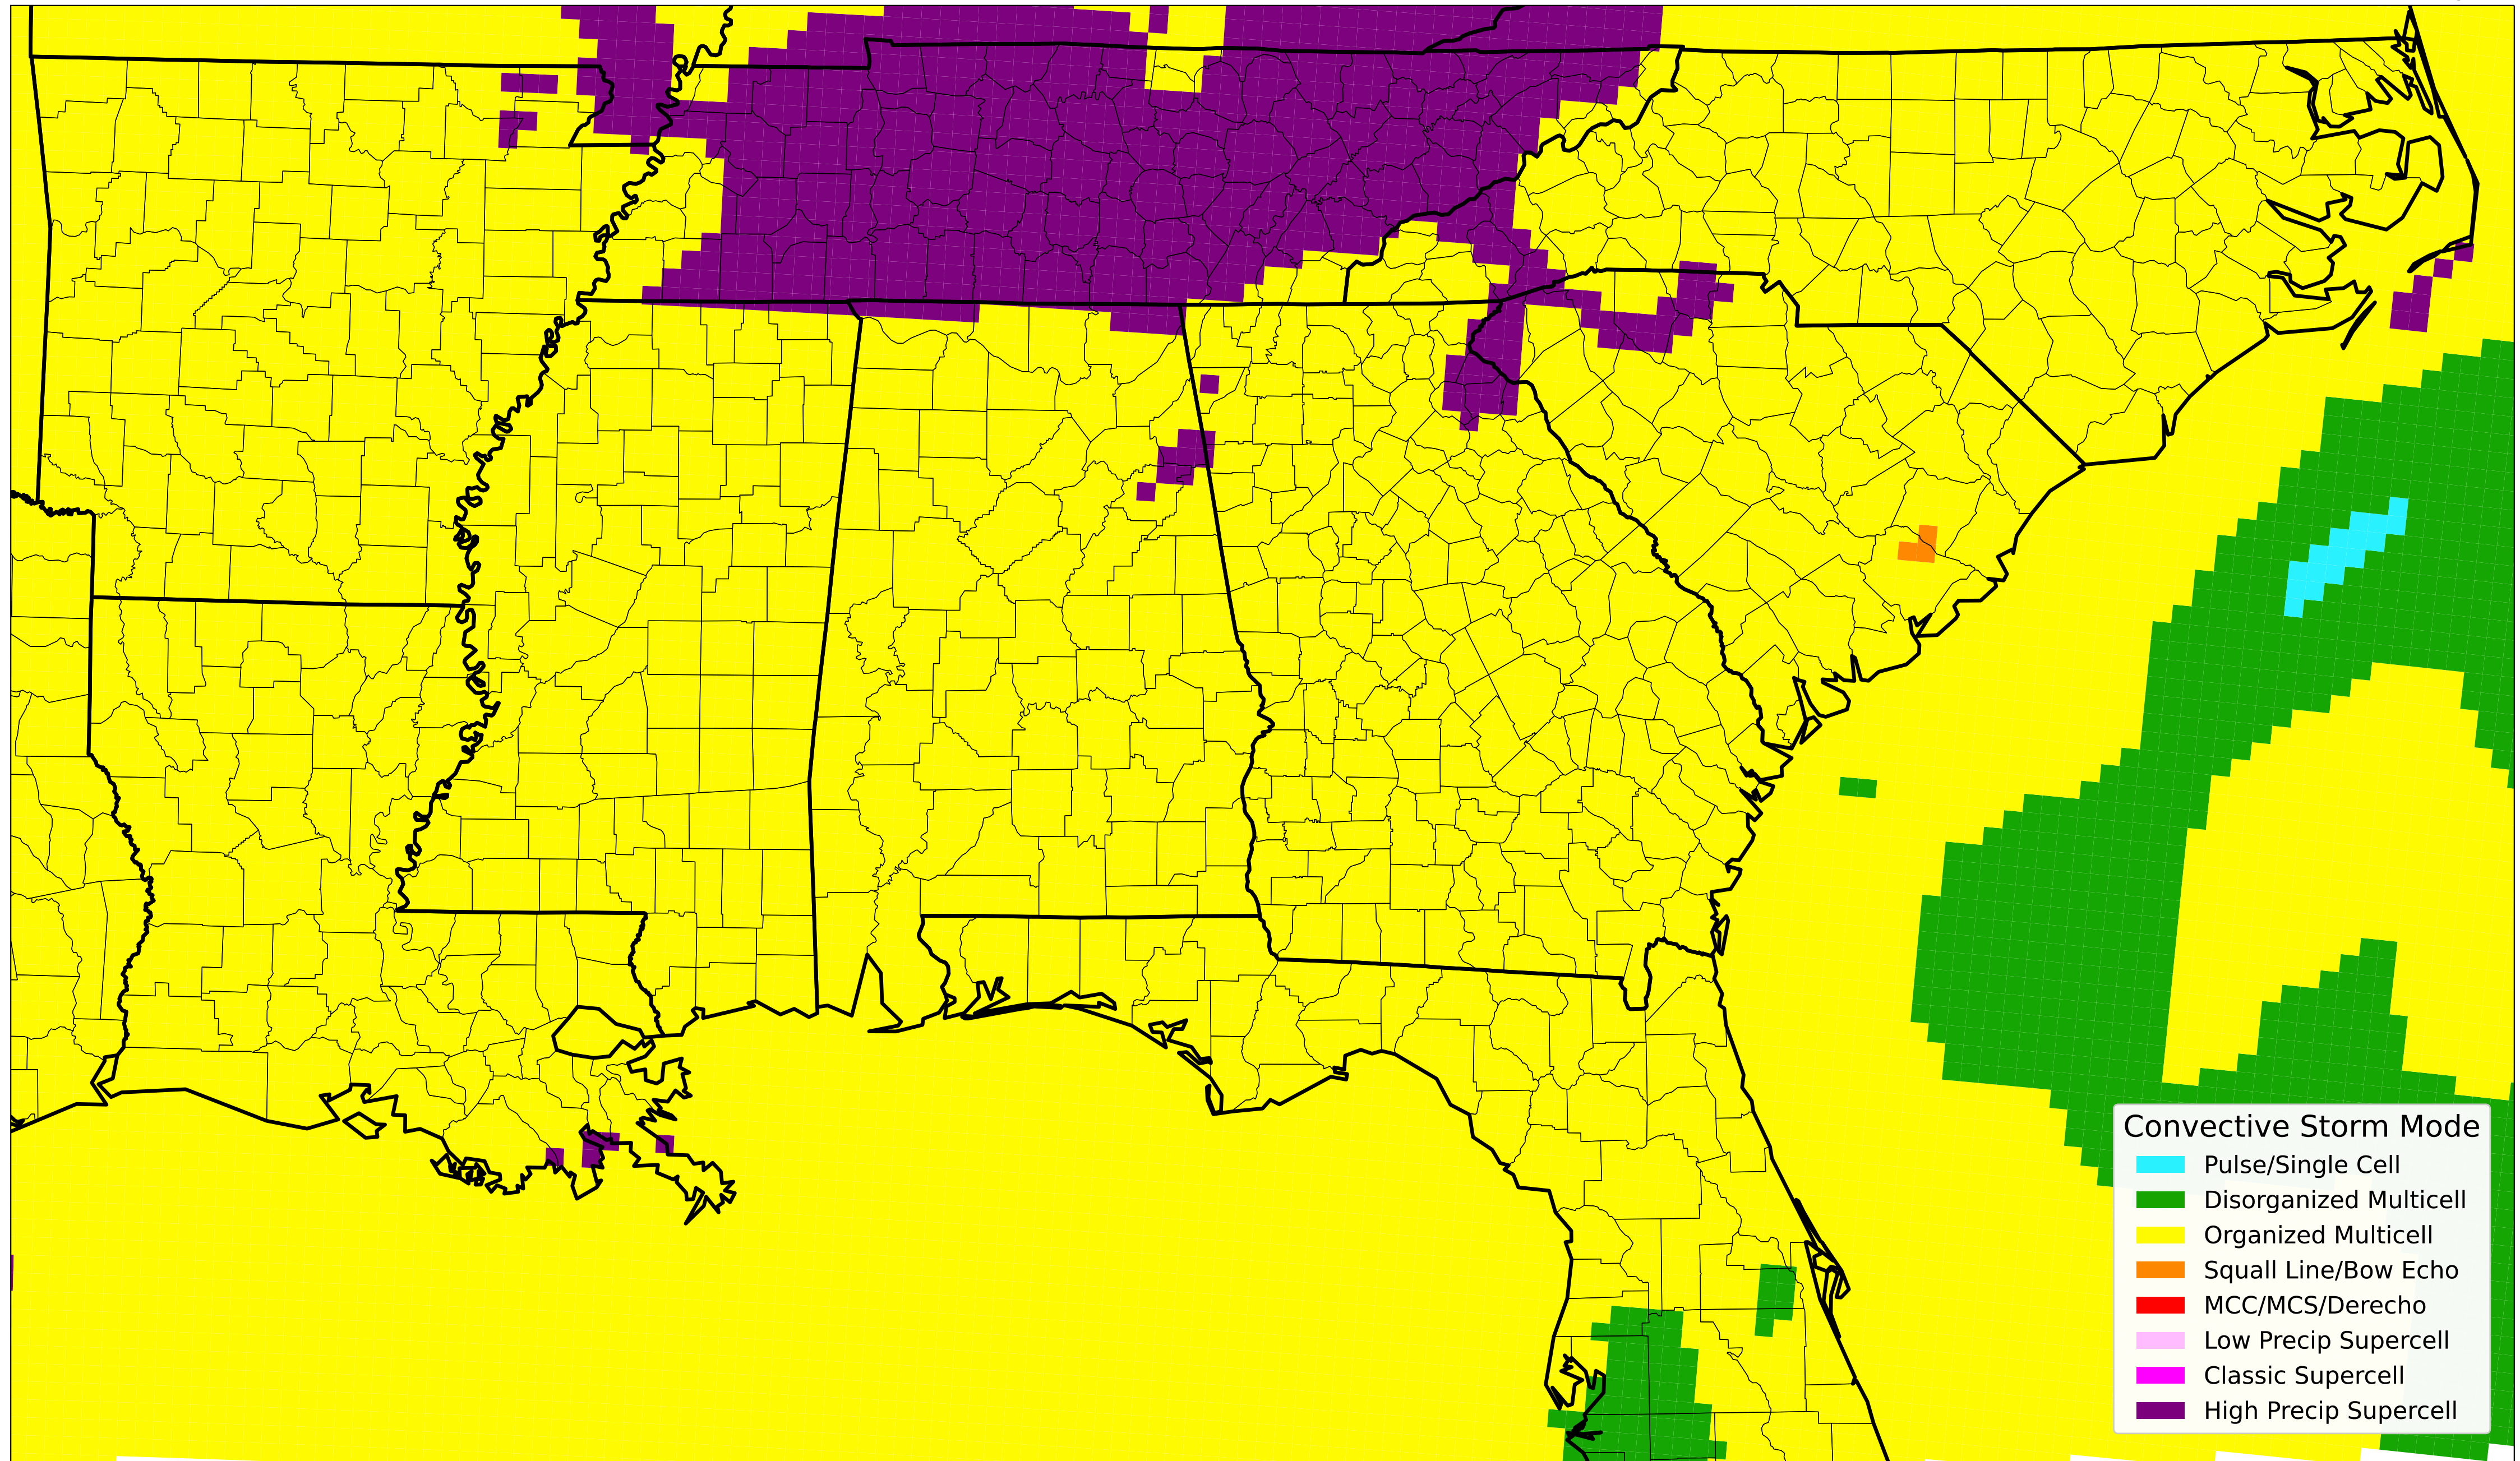 Convective Storm Mode
Pulse/Single Cell
Disorganized Multicell
Organized Multicell
Squall Line/Bow Echo
MCC/MCS/Derecho
Low Precip Supercell
Classic Supercell
High Precip Supercell